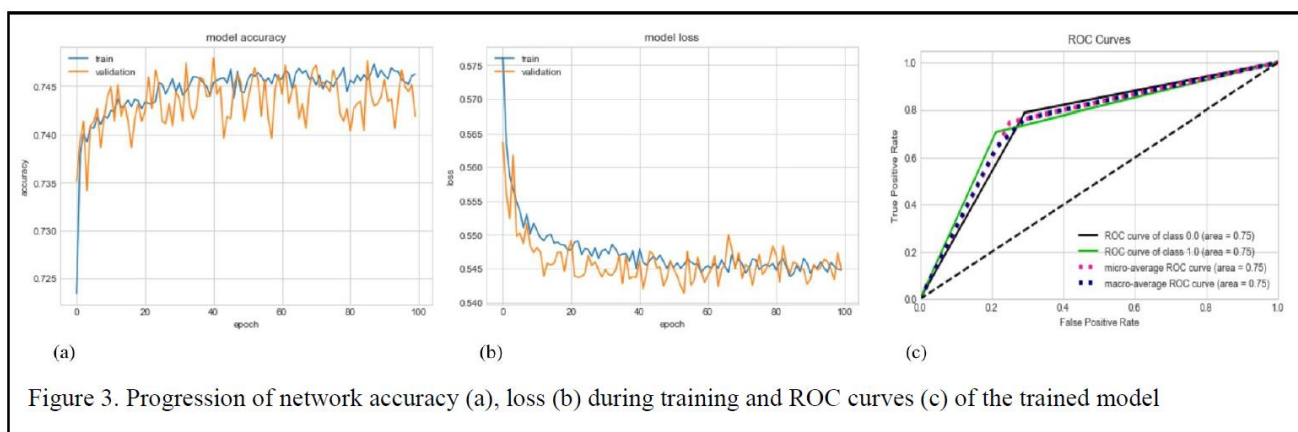 model accuracy
train
validation
0.745
0.740
0.735
0.730
0.725
accuracy
0 20 40 60 80 100
epoch
(a)
model loss
train
validation
0.575
0.570
0.565
0.560
0.555
0.550
0.545
0.540
loss
0 20 40 60 80 100
epoch
(b)
ROC Curves
1.0
0.8
0.6
0.4
0.2
0.0
True Positive Rate
ROC curve of class 0.0 (area = 0.75)
ROC curve of class 1.0 (area = 0.75)
micro-average ROC curve (area = 0.75)
macro-average ROC curve (area = 0.75)
0.0 0.2 0.4 0.6 0.8 1.0
False Positive Rate
(c)
Figure 3. Progression of network accuracy (a), loss (b) during training and ROC curves (c) of the trained model